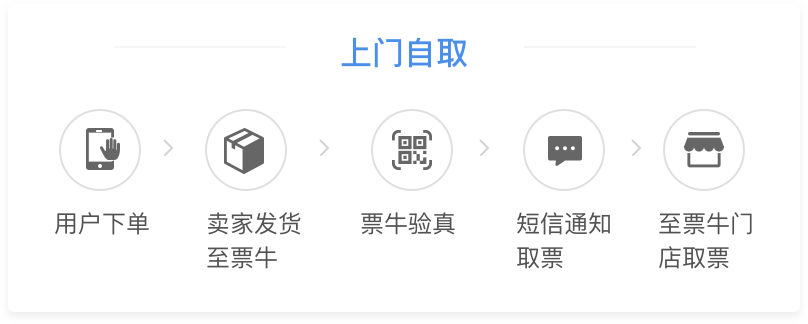 上门自取
用户下单
卖家发货
至票牛
票牛验真
短信通知
取票
至票牛门
店取票